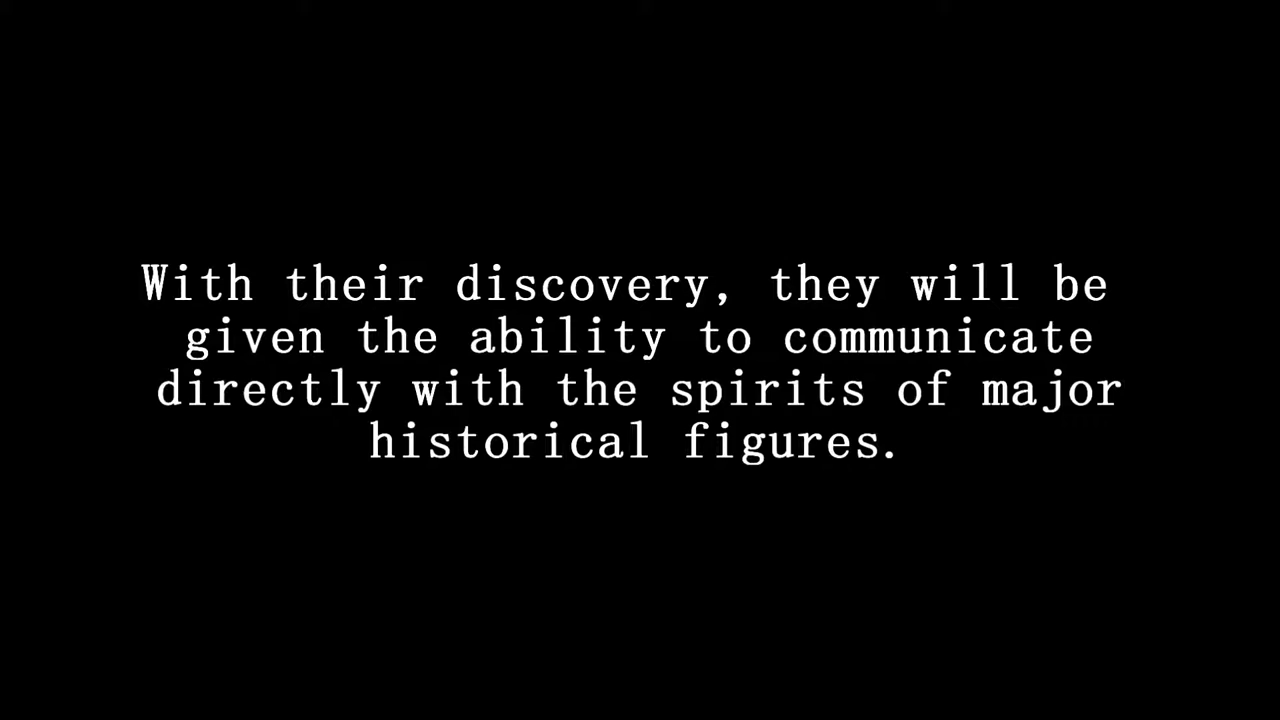 With their discovery, they will be
given the ability to communicate
directly with the spirits of major
historical figures.